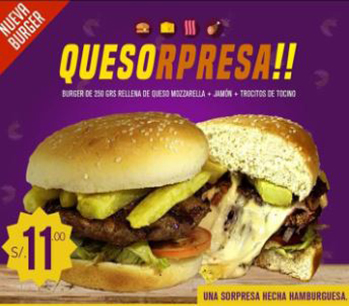 NUEVA
BURGER
QUESORPRESA!!
BURGER DE 250 GRS RELLENA DE QUESO MOZZARELLA + JAMÓN + TROCITOS DE TOCINO
S/. 11.00
UNA SORPRESA HECHA HAMBURGUESA.